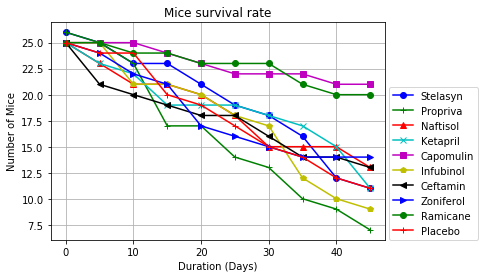 Mice survival rate
Number of Mice
25.0
22.5
20.0
17.5
15.0
12.5
10.0
7.5
0
10
20
30
40
Duration (Days)
Stelasyn
Propriva
Naftisol
Ketapril
Capomulin
Infubinol
Ceftamin
Zoniferol
Ramicane
Placebo